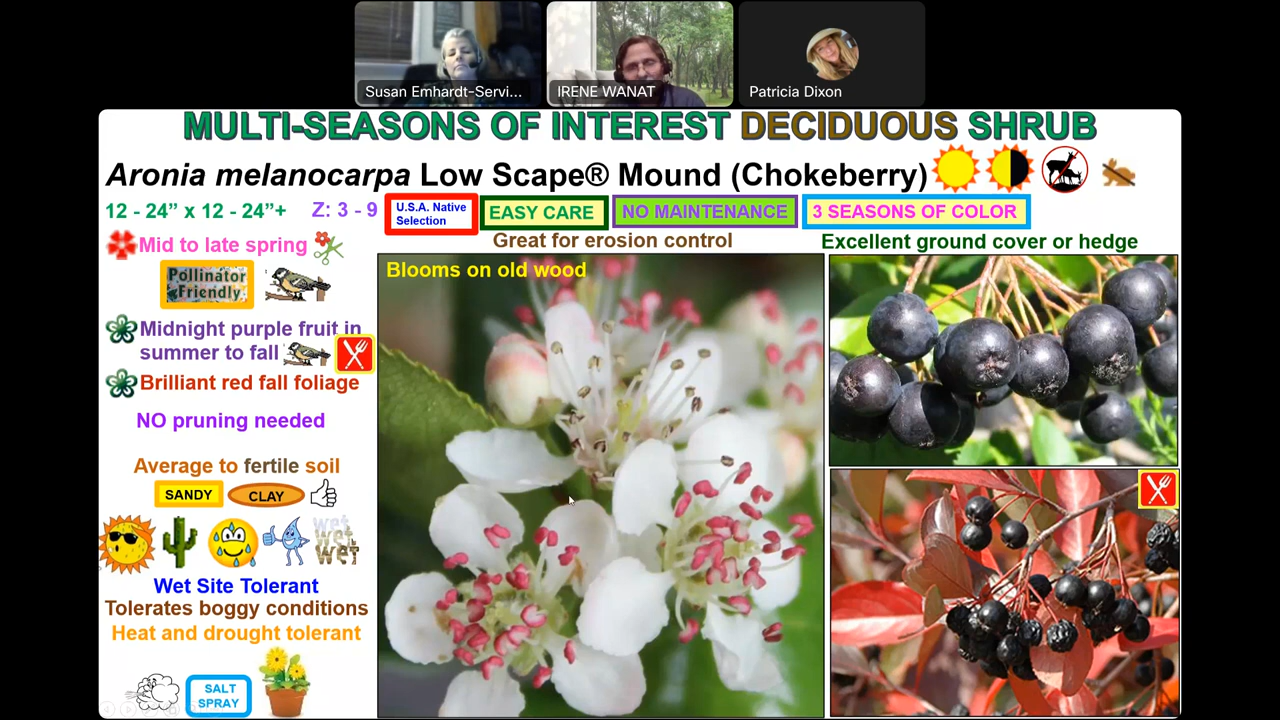 Susan Emhardt-Servi...
IRENE WANAT
Patricia Dixon
MULTI-SEASONS OF INTEREST DECIDUOUS SHRUB
Aronia melanocarpa Low Scape® Mound (Chokeberry)
12 - 24" x 12 - 24"+ Z: 3 - 9
U.S.A. Native
Selection
EASY CARE
NO MAINTENANCE
3 SEASONS OF COLOR
Great for erosion control
Excellent ground cover or hedge
Mid to late spring
Pollinator
Friendly
Midnight purple fruit in
summer to fall
Brilliant red fall foliage
NO pruning needed
Average to fertile soil
SANDY
CLAY
wet
wet
wet
Wet Site Tolerant
Tolerates boggy conditions
Heat and drought tolerant
SALT
SPRAY
Blooms on old wood